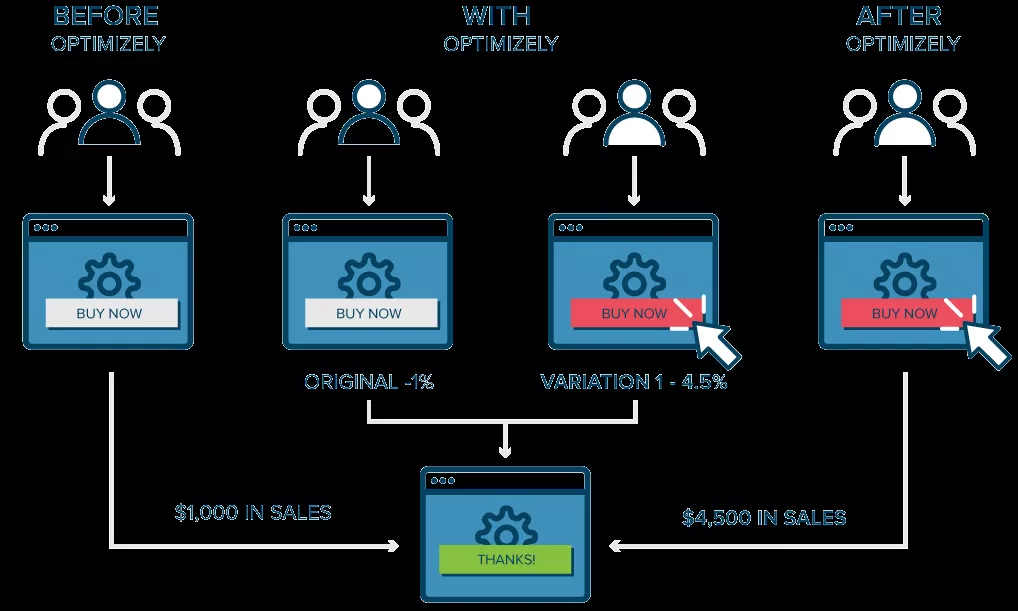 BEFORE
OPTIMIZELY
WITH
OPTIMIZELY
AFTER
OPTIMIZELY
BUY NOW
BUY NOW
BUY NOW
BUY NOW
ORIGINAL -1%
VARIATION 1 - 4.5%
$1,000 IN SALES
$4,500 IN SALES
THANKS!